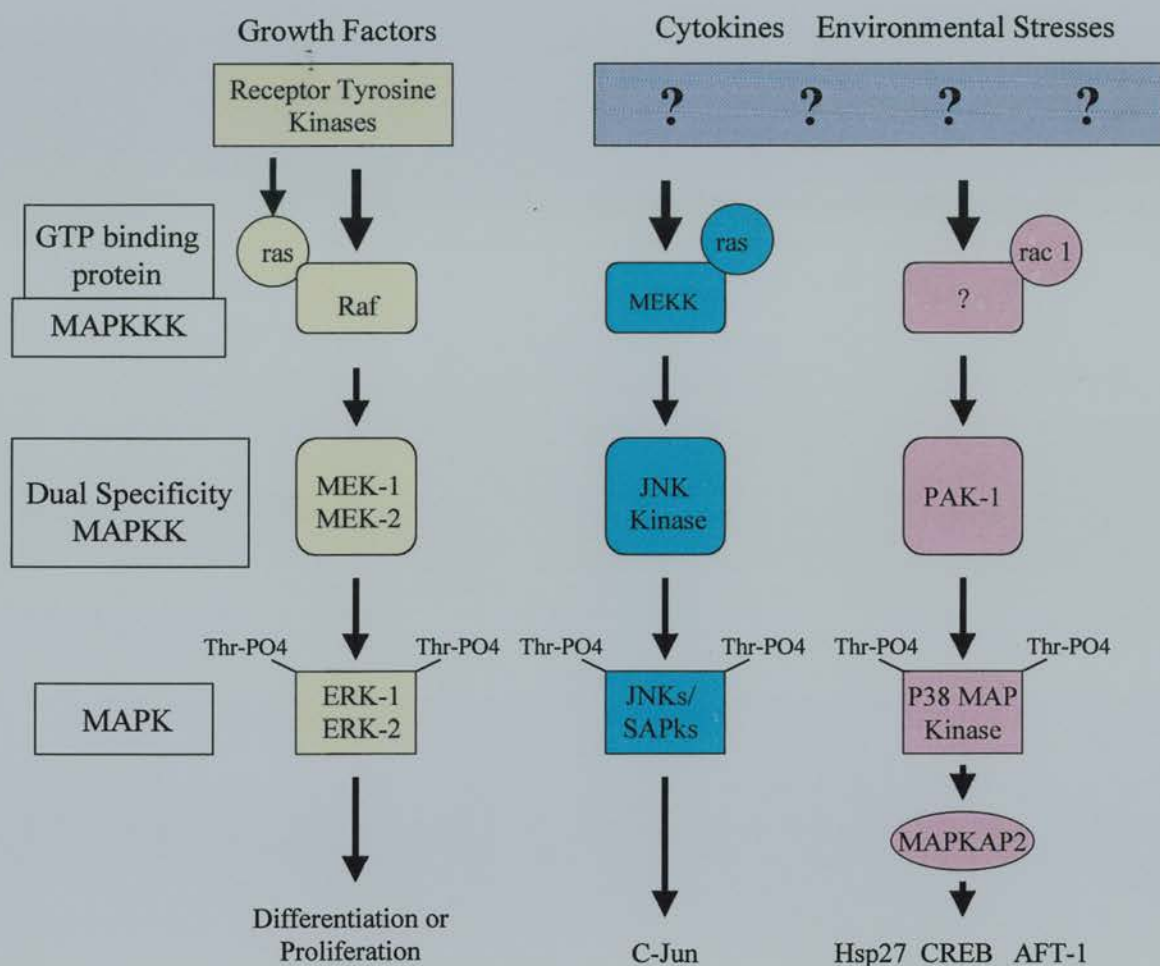 Growth Factors
Cytokines Environmental Stresses
Receptor Tyrosine
Kinases
? ? ? ?
GTP binding
protein
MAPKKK
ras
Raf
ras
MEKK
rac 1
?
Dual Specificity
MAPKK
MEK-1
MEK-2
JNK
Kinase
PAK-1
Thr-PO4 Thr-PO4
Thr-PO4 Thr-PO4
Thr-PO4 Thr-PO4
MAPK
ERK-1
ERK-2
JNKs/
SAPks
P38 MAP
Kinase
MAPKAP2
Differentiation or
Proliferation
C-Jun
Hsp27 CREB AFT-1